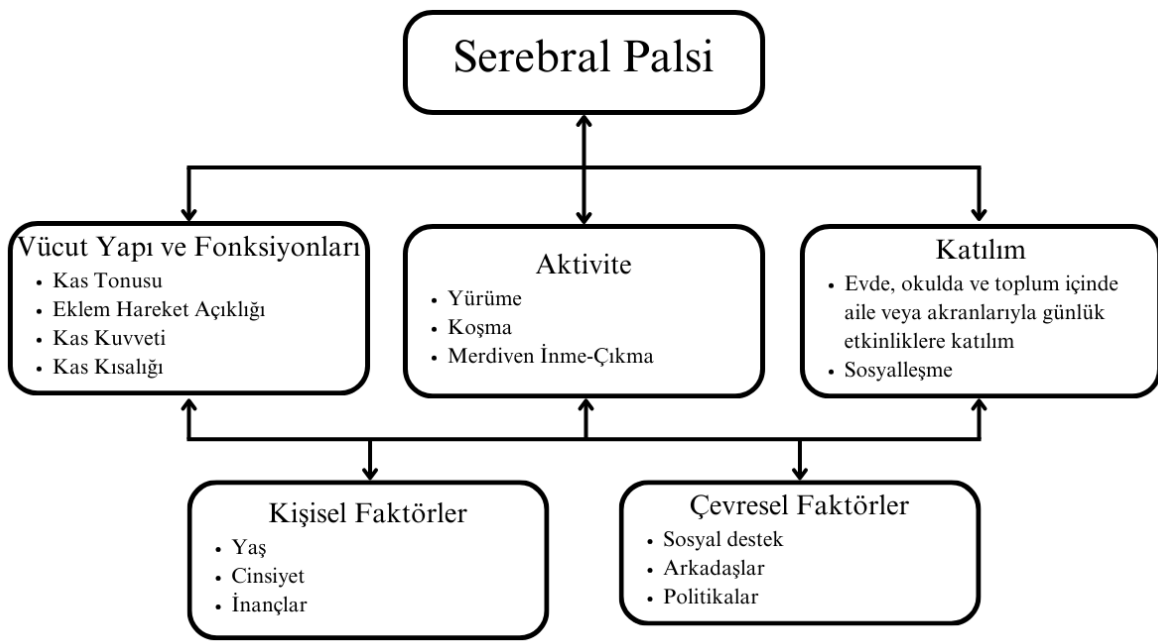 Serebral Palsi
Vücut Yapı ve Fonksiyonları
• Kas Tonusu
• Eklem Hareket Açıklığı
• Kas Kuvveti
• Kas Kısalığı
Aktivite
• Yürüme
• Koşma
• Merdiven İnme-Çıkma
Katılım
• Evde, okulda ve toplum içinde
aile veya akranlarıyla günlük
etkinliklere katılım
• Sosyalleşme
Kişisel Faktörler
• Yaş
• Cinsiyet
• İnançlar
Çevresel Faktörler
• Sosyal destek
• Arkadaşlar
• Politikalar